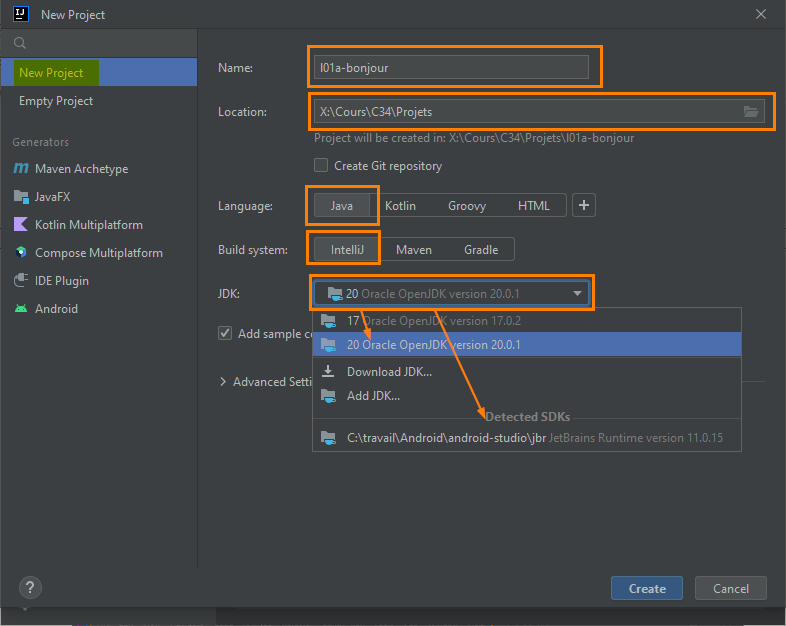 IJ
New Project
New Project
Empty Project
Generators
Maven Archetype
JavaFX
Kotlin Multiplatform
Compose Multiplatform
IDE Plugin
Android
Name: l01a-bonjour
Location: X:\Cours\C34\Projets
Project will be created in: X:\Cours\C34\Projets\l01a-bonjour
Create Git repository
Language: Java Kotlin Groovy HTML +
Build system: IntelliJ Maven Gradle
JDK: 20 Oracle OpenJDK version 20.0.1
17 Oracle OpenJDK version 17.0.2
Add sample co
20 Oracle OpenJDK version 20.0.1
Download JDK...
Advanced Setti
Add JDK...
Detected SDKs
C:\travail\Android\android-studio\jbr JetBrains Runtime version 11.0.15
? Create Cancel